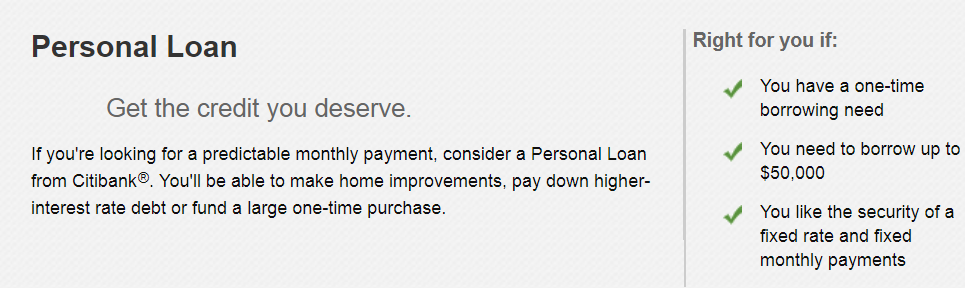 Personal Loan
Get the credit you deserve.
If you're looking for a predictable monthly payment, consider a Personal Loan
from Citibank®. You'll be able to make home improvements, pay down higher-
interest rate debt or fund a large one-time purchase.
Right for you if:
You have a one-time
borrowing need
You need to borrow up to
$50,000
You like the security of a
fixed rate and fixed
monthly payments